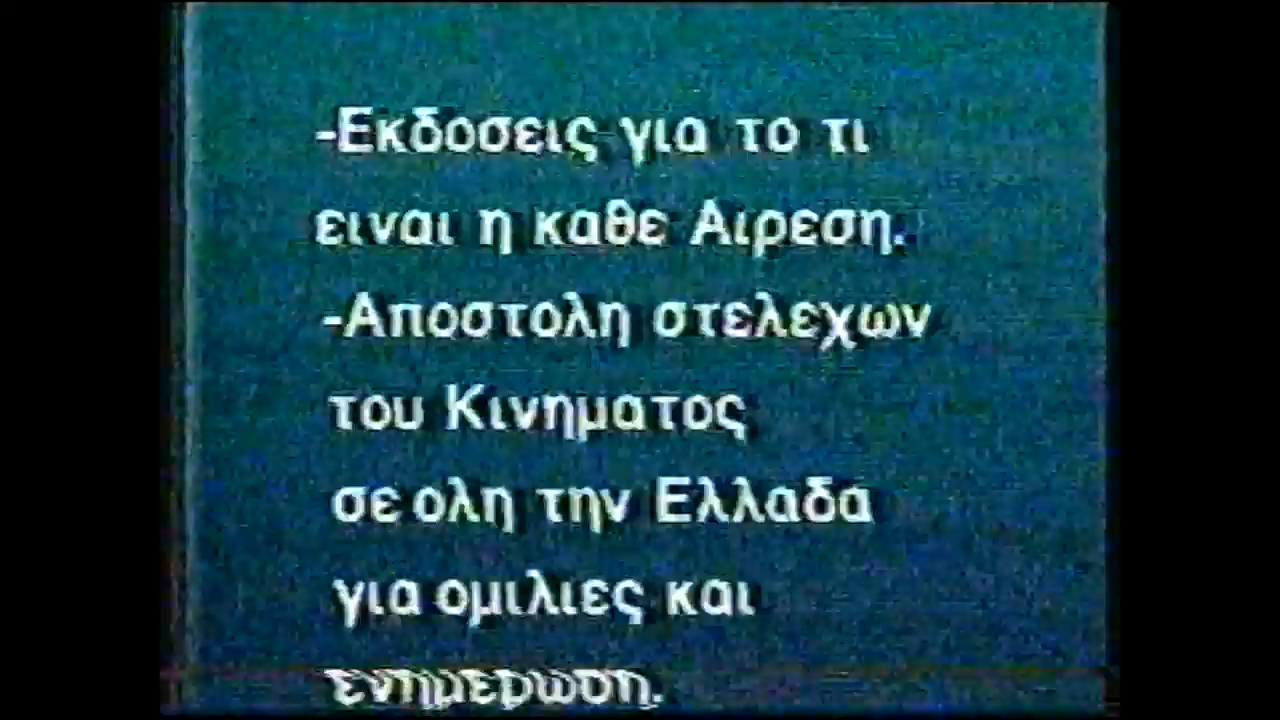 -Εκδοσεις για το τι
ειναι η καθε Αιρεση.
-Αποστολη στελεχων
του Κινηματος
σε ολη την Ελλαδα
για ομιλιες και
ενημερωση.